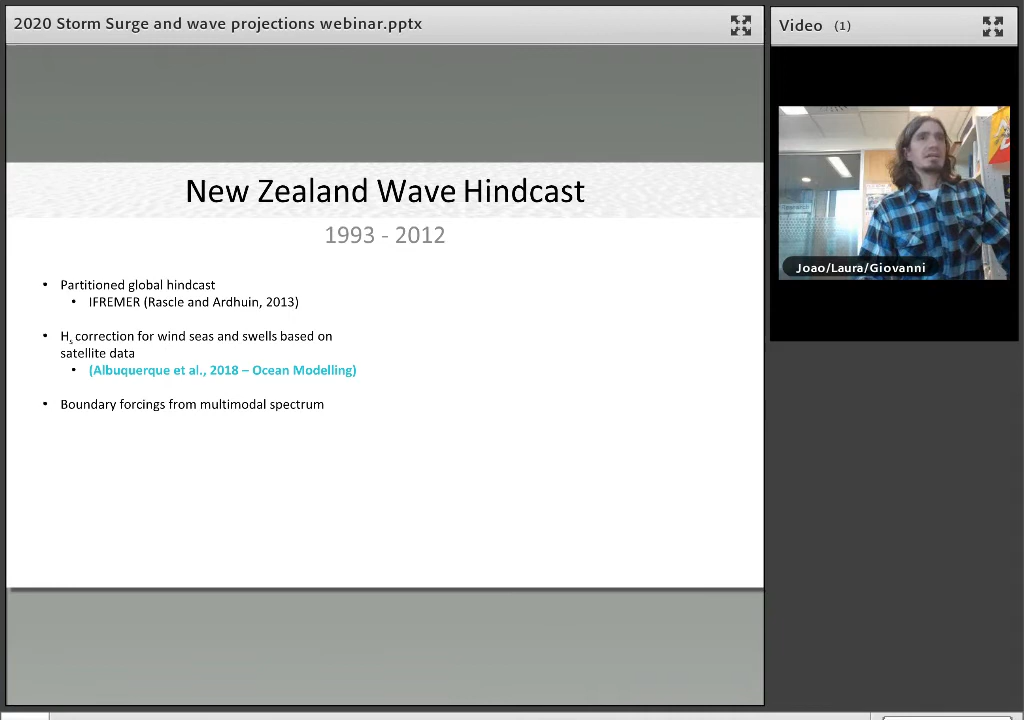 2020 Storm Surge and wave projections webinar.pptx
Video (1)
New Zealand Wave Hindcast
1993 - 2012
• Partitioned global hindcast
• IFREMER (Rascle and Ardhuin, 2013)
• Hs correction for wind seas and swells based on
satellite data
• (Albuquerque et al., 2018 – Ocean Modelling)
• Boundary forcings from multimodal spectrum
Joao/Laura/Giovanni